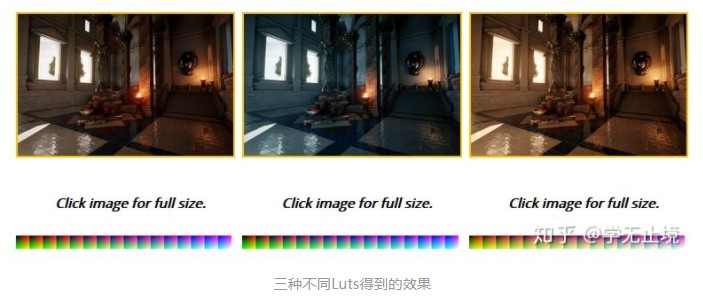 Click image for full size.
Click image for full size.
Click image for full size.
知乎 @学无止境
三种不同Luts得到的效果